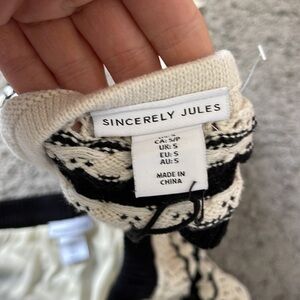 SINCERELY JULES
CA: S/P
UK: S
EU: S
AU: S
MADE IN
CHINA